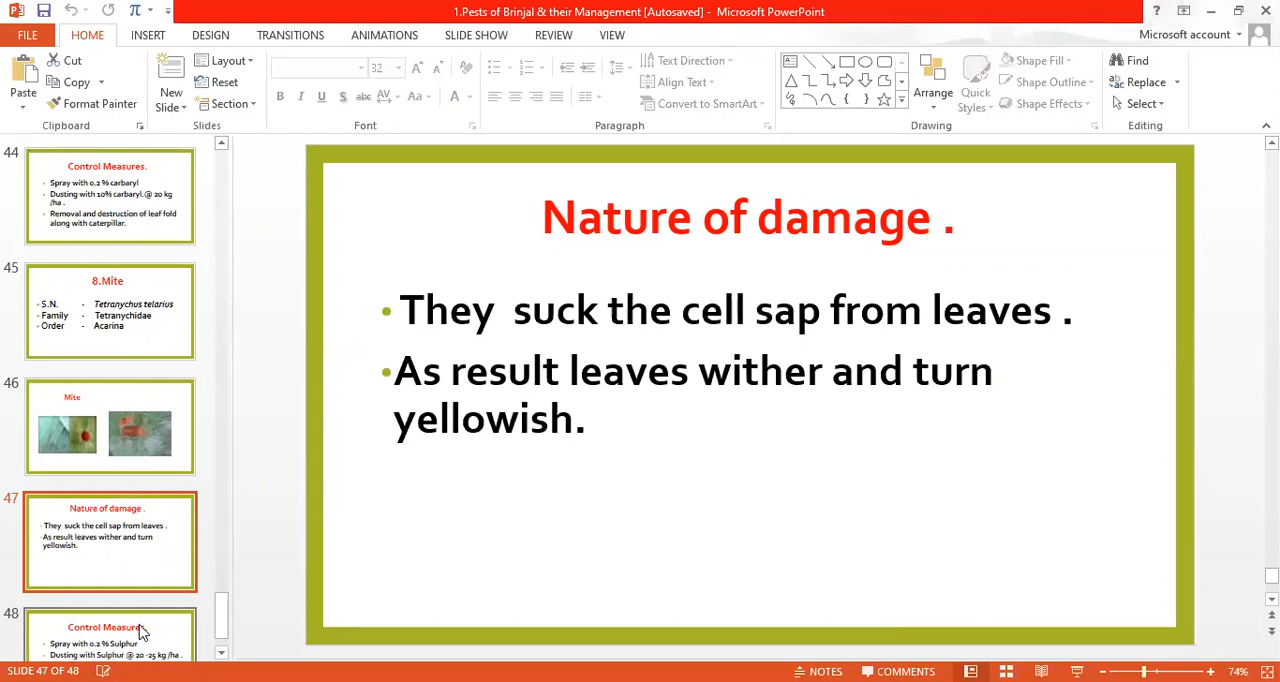 1.Pests of Brinjal & their Management [Autosaved] - Microsoft PowerPoint
FILE HOME INSERT DESIGN TRANSITIONS ANIMATIONS SLIDE SHOW REVIEW VIEW Microsoft account
Paste
Cut
Copy
Format Painter
Clipboard
New
Slide
Layout
Reset
Section
Slides
32
B I U S abc AV Aa A
Font
Text Direction
Align Text
Convert to SmartArt
Paragraph
Arrange
Quick
Styles
Shape Fill
Shape Outline
Shape Effects
Drawing
Find
Replace
Select
Editing
44
Control Measures.
• Spray with 0.2 % carbaryl
• Dusting with 10% carbaryl.@ 20 kg
/ha .
• Removal and destruction of leaf fold
along with caterpillar.
45
8.Mite
• S.N. - Tetranychus telarius
• Family - Tetranychidae
• Order - Acarina
46
Mite
47
Nature of damage .
They suck the cell sap from leaves .
As result leaves wither and turn
yellowish.
48
Control Measures.
• Spray with 0.2 % Sulphur
Dusting with Sulphur @ 20 -25 kg /ha .
Nature of damage .
• They suck the cell sap from leaves .
• As result leaves wither and turn
yellowish.
SLIDE 47 OF 48 NOTES COMMENTS 74%